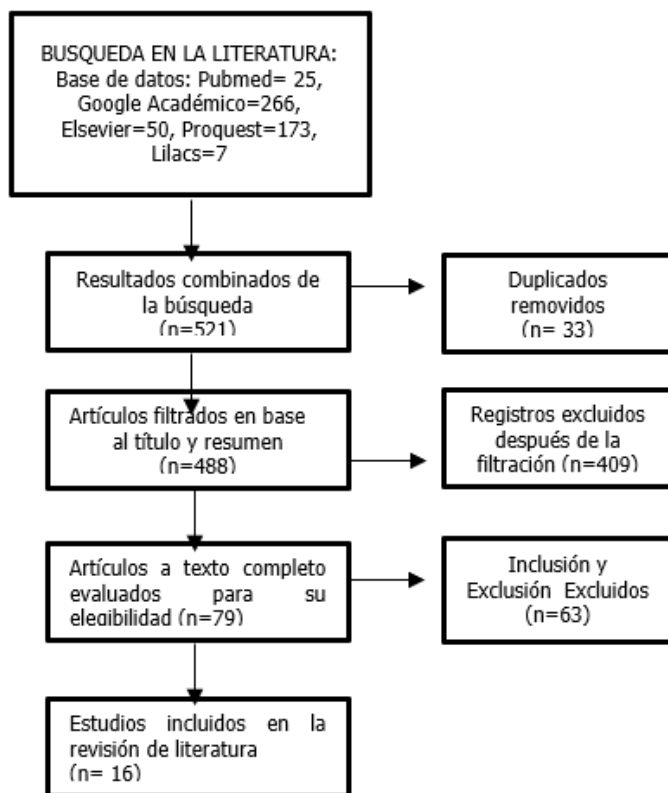 BUSQUEDA EN LA LITERATURA:
Base de datos: Pubmed= 25,
Google Académico=266,
Elsevier=50, Proquest=173,
Lilacs=7
Resultados combinados de
la búsqueda
(n=521)
Duplicados
removidos
(n= 33)
Artículos filtrados en base
al título y resumen
(n=488)
Registros excluidos
después de la
filtración (n=409)
Artículos a texto completo
evaluados para su
elegibilidad (n=79)
Inclusión y
Exclusión Excluidos
(n=63)
Estudios incluidos en la
revisión de literatura
(n= 16)